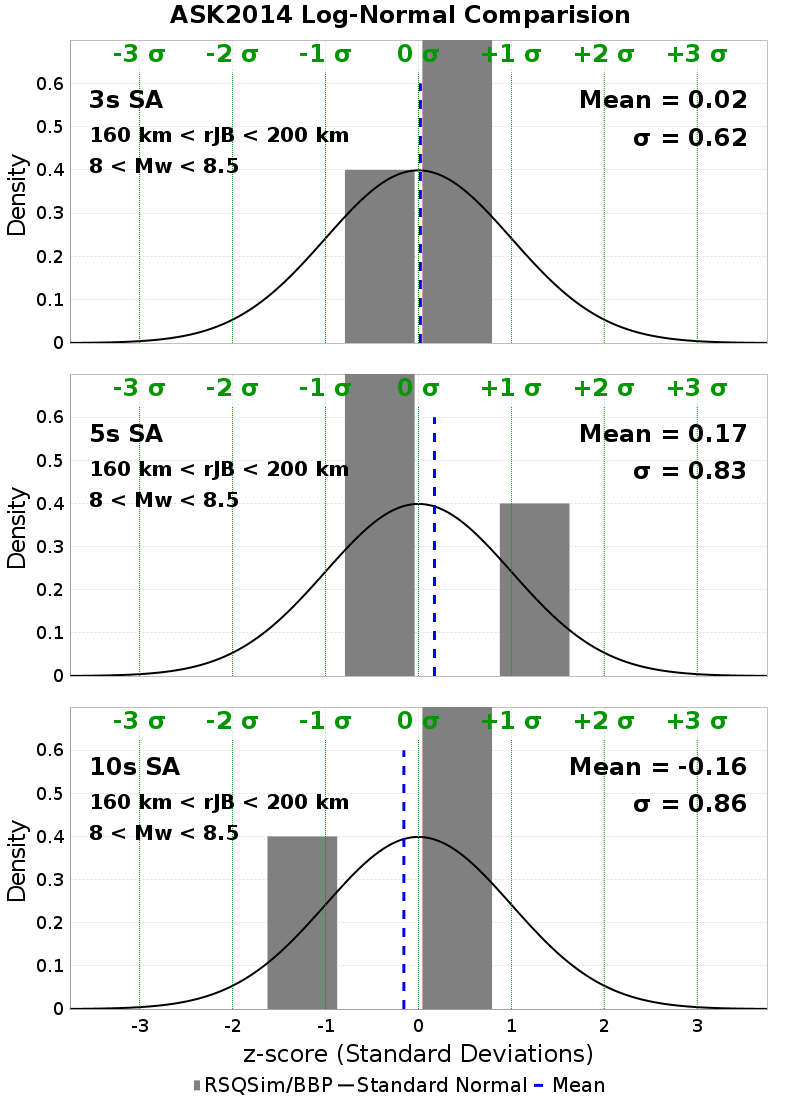 ASK2014 Log-Normal Comparision
-3 σ -2 σ -1 σ 0 σ +1 σ +2 σ +3 σ
3s SA
160 km < rJB < 200 km
8 < Mw < 8.5
Mean = 0.02
σ = 0.62
Density
0.6
0.5
0.4
0.3
0.2
0.1
0
-3 σ -2 σ -1 σ 0 σ +1 σ +2 σ +3 σ
5s SA
160 km < rJB < 200 km
8 < Mw < 8.5
Mean = 0.17
σ = 0.83
Density
0.6
0.5
0.4
0.3
0.2
0.1
0
-3 σ -2 σ -1 σ 0 σ +1 σ +2 σ +3 σ
10s SA
160 km < rJB < 200 km
8 < Mw < 8.5
Mean = -0.16
σ = 0.86
Density
0.6
0.5
0.4
0.3
0.2
0.1
0
-3 -2 -1 0 1 2 3
z-score (Standard Deviations)
RSQSim/BBP Standard Normal Mean